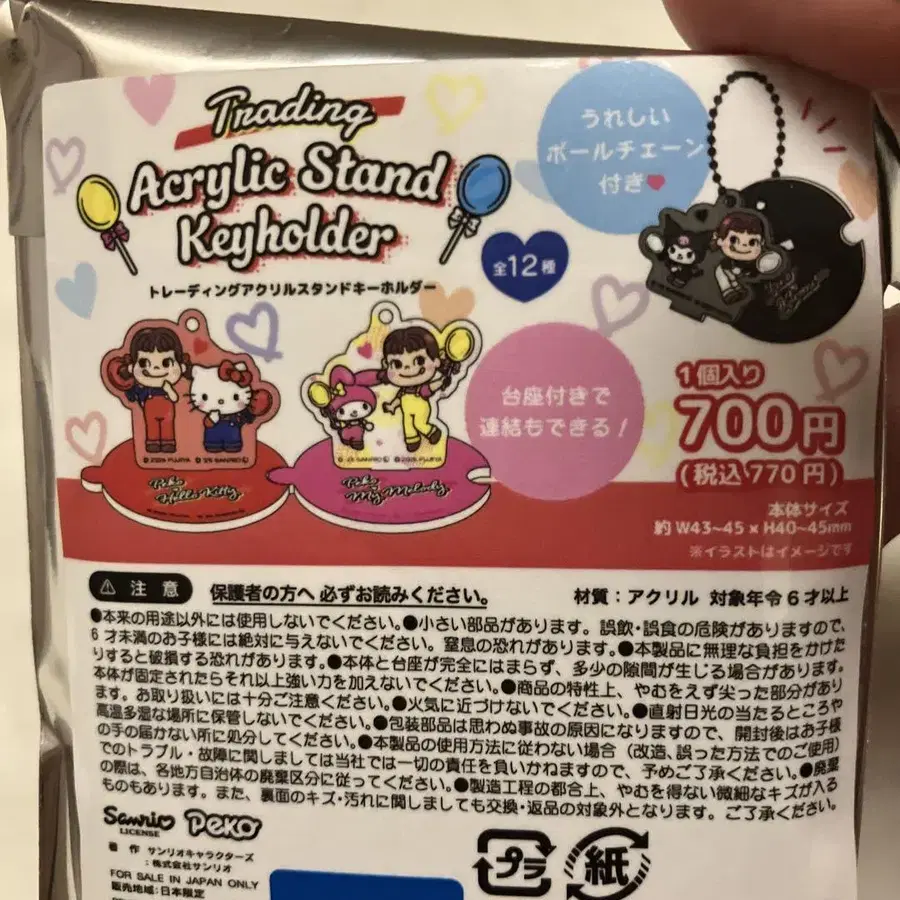 Trading
Acrylic Stand
Keyholder
トレーディングアクリルスタンドキーホルダー
全12種
うれしい
ボールチェーン
付き♥
台座付きで
連結もできる!
1個入り
700円
(税込770円)
本体サイズ
約W43~45×H40~45mm
※イラストはイメージです
Peko
Hello Kitty
Peko
My Melody
注意 保護者の方へ 必ずお読みください。 材質：アクリル 対象年令6才以上
●本来の用途以外には使用しないでください。●小さい部品があります。誤飲・誤食の危険がありますので、
6才未満のお子様には絶対に与えないでください。窒息の恐れがあります。●本製品に無理な負担をかけた
りすると破損する恐れがあります。●本体と台座が完全にはまらず、多少の隙間が生じる場合があります。
本体が固定されたらそれ以上強い力を加えないでください。●商品の特性上、やむをえず尖った部分があり
ます。お取り扱いには十分ご注意ください。●火気に近づけないでください。●直射日光の当たるところや
高温多湿な場所に保管しないでください。●包装部品は思わぬ事故の原因になりますので、開封後はお子様
の手の届かない所に処分してください。●本製品の使用方法に従わない場合（改造、誤った方法でのご使用）
でのトラブル・故障に関しましては当社では一切の責任を負いかねますので、予めご了承ください。●廃棄
の際は、各地方自治体の廃棄区分に従ってください。●製造工程の都合上、やむを得ない微細なキズが入る
ものもあります。また、裏面のキズ・汚れに関しましても交換・返品の対象外となります。ご了承ください。
Sanrio
LICENSE
Peko
著作 サンリオキャラクターズ
：株式会社サンリオ
FOR SALE IN JAPAN ONLY
販売地域：日本限定
プラ
紙